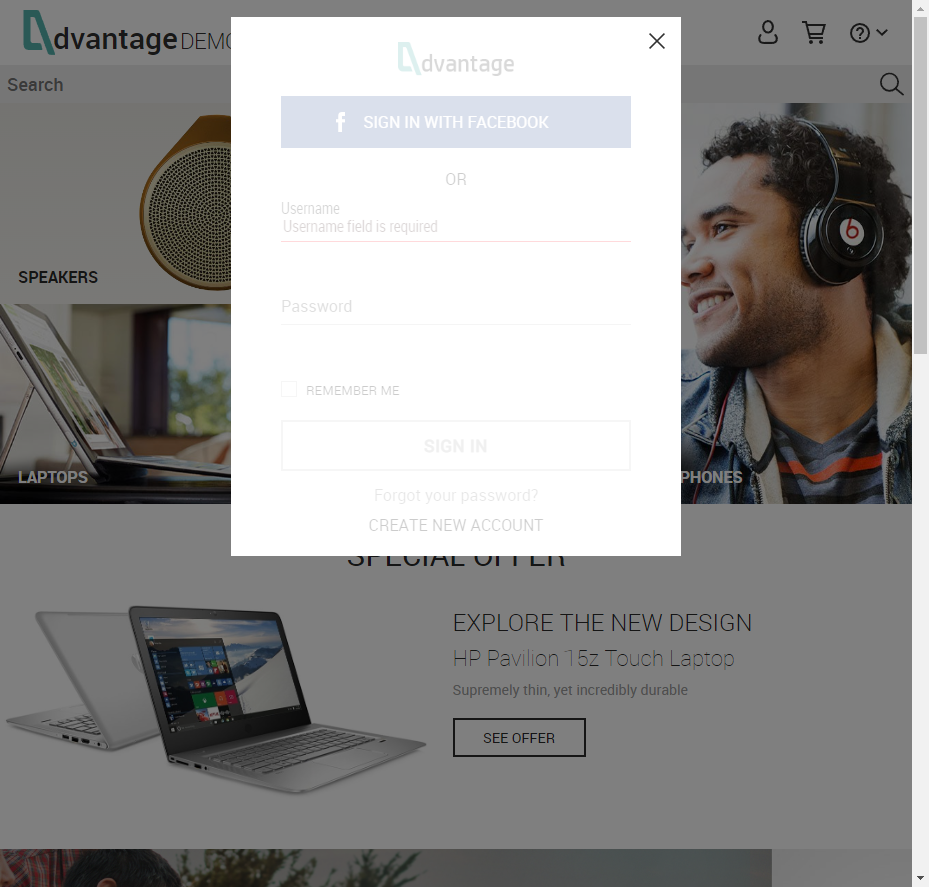 dvantage DEMO
Search
dvantage
SIGN IN WITH FACEBOOK
OR
Username
Username field is required
Password
REMEMBER ME
SIGN IN
Forgot your password?
CREATE NEW ACCOUNT
SPEAKERS
LAPTOPS
PHONES
SPECIAL OFFER
EXPLORE THE NEW DESIGN
HP Pavilion 15z Touch Laptop
Supremely thin, yet incredibly durable
SEE OFFER